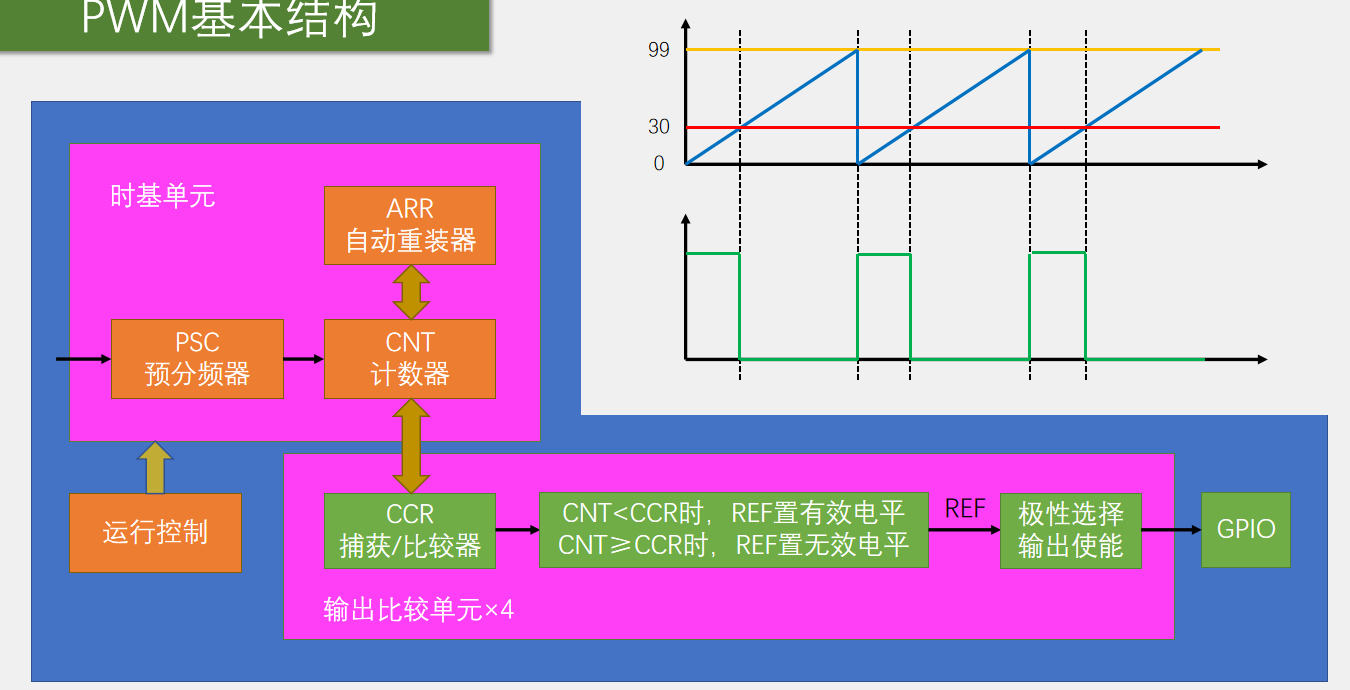 PWM基本结构
99
30
0
时基单元
ARR
自动重装器
PSC
预分频器
CNT
计数器
运行控制
CCR
捕获/比较器
CNT<CCR时，REF置有效电平
CNT≥CCR时，REF置无效电平
REF
极性选择
输出使能
GPIO
输出比较单元×4